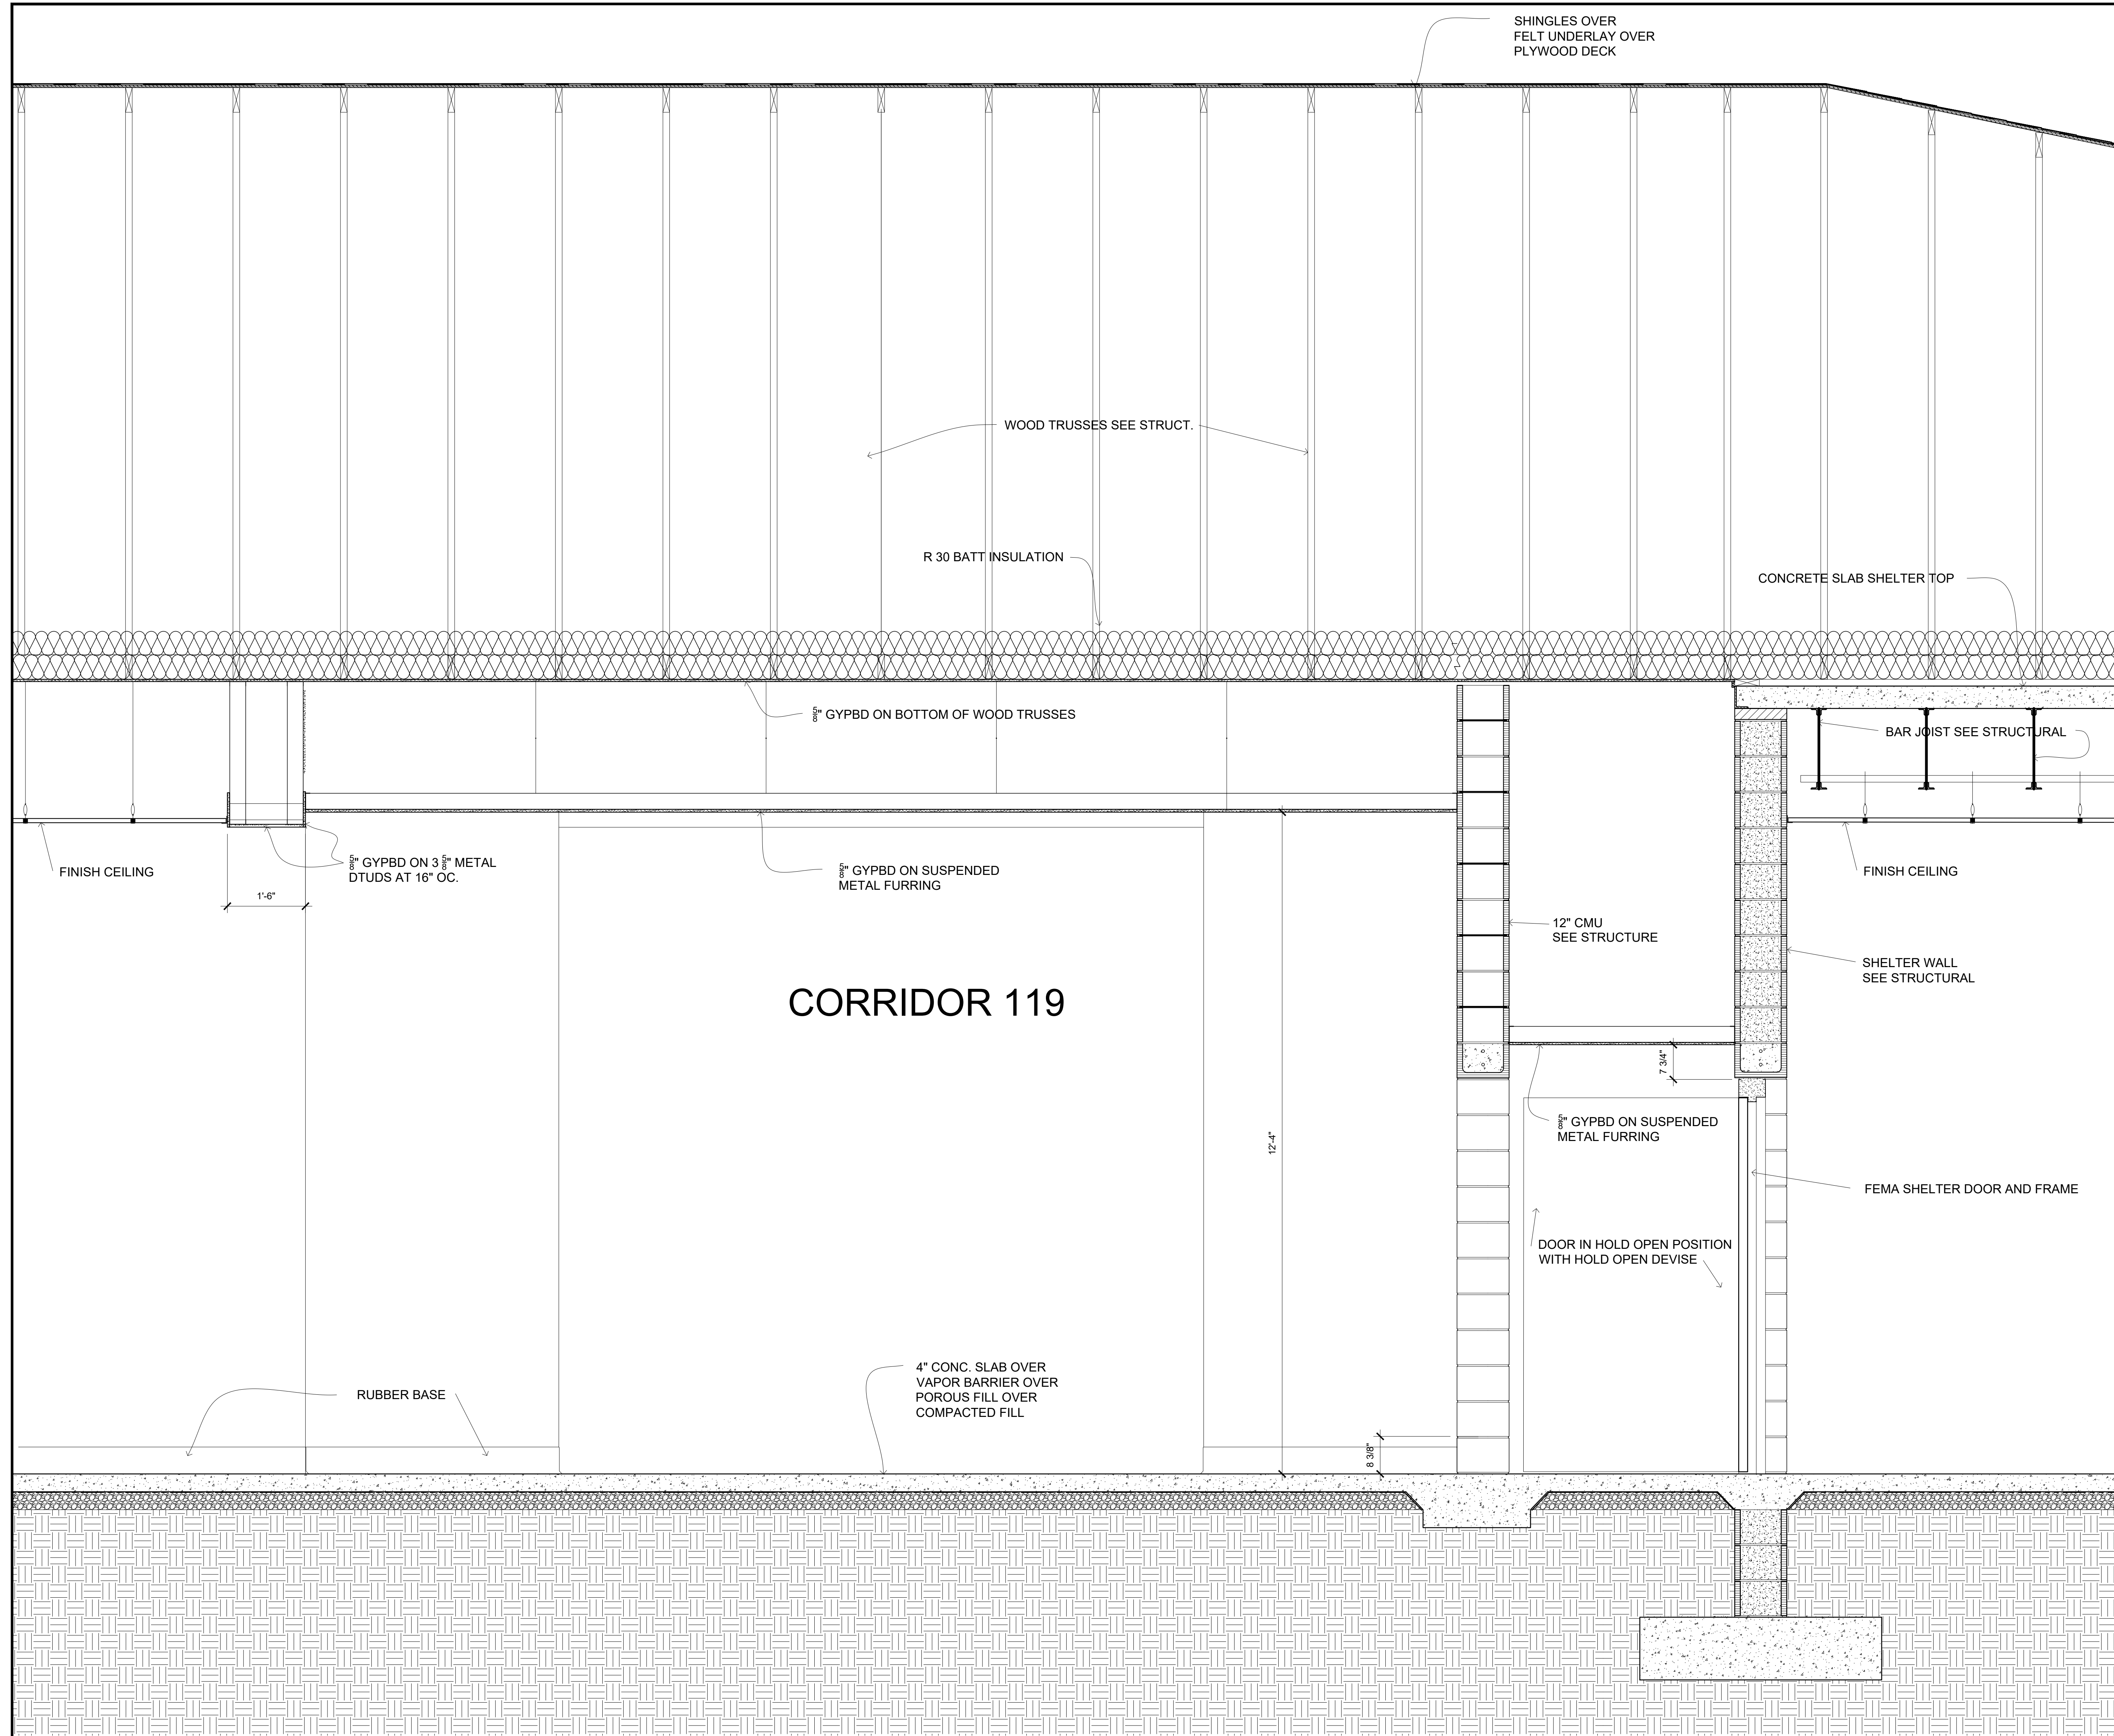 SHINGLES OVER
FELT UNDERLAY OVER
PLYWOOD DECK
WOOD TRUSSES SEE STRUCT.
R 30 BATT INSULATION
CONCRETE SLAB SHELTER TOP
5/8" GYPBD ON BOTTOM OF WOOD TRUSSES
BAR JOIST SEE STRUCTURAL
FINISH CEILING
5/8" GYPBD ON 3 5/8" METAL
DTUDS AT 16" OC.
1'-6"
5/8" GYPBD ON SUSPENDED
METAL FURRING
FINISH CEILING
12" CMU
SEE STRUCTURE
SHELTER WALL
SEE STRUCTURAL
CORRIDOR 119
7 3/4"
5/8" GYPBD ON SUSPENDED
METAL FURRING
12'-4"
FEMA SHELTER DOOR AND FRAME
DOOR IN HOLD OPEN POSITION
WITH HOLD OPEN DEVISE
4" CONC. SLAB OVER
VAPOR BARRIER OVER
POROUS FILL OVER
COMPACTED FILL
RUBBER BASE
8 3/8"